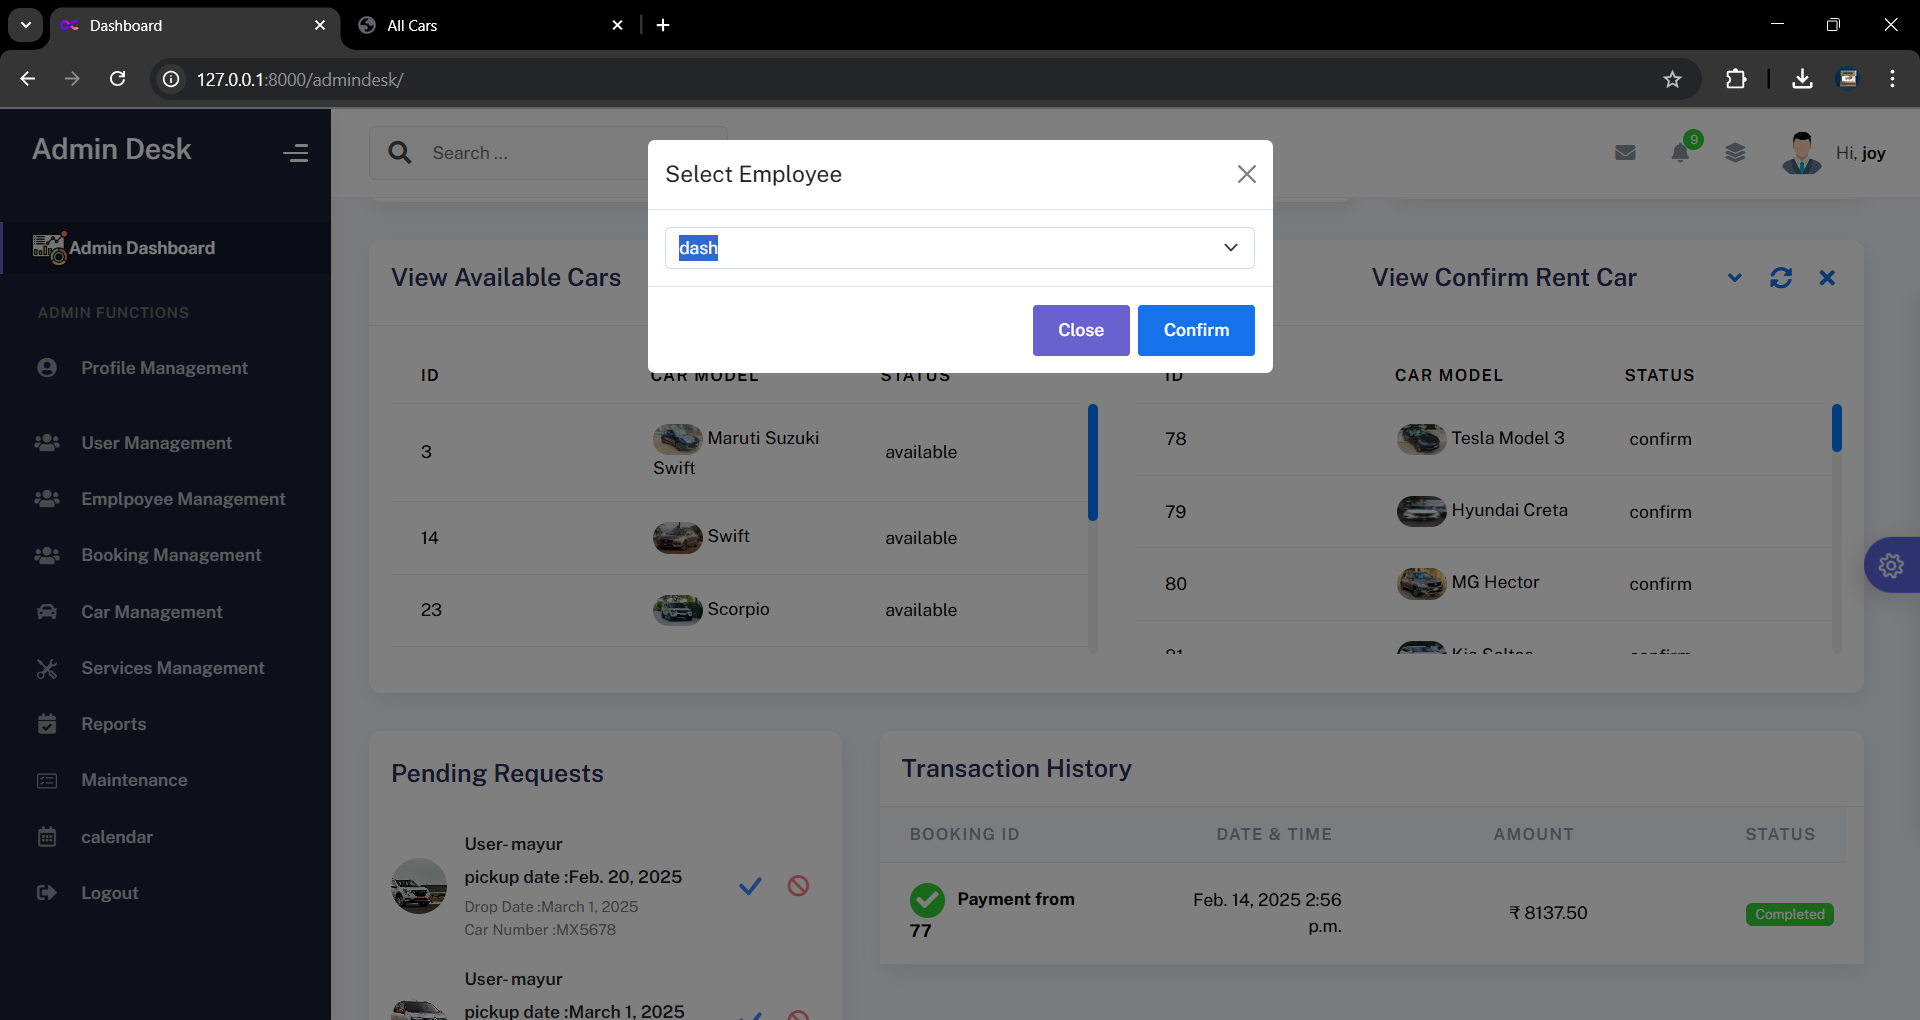 Dashboard
All Cars
127.0.0.1:8000/admindesk/
Admin Desk
Search ...
9
Hi, joy
Select Employee
dash
Close
Confirm
Admin Dashboard
ADMIN FUNCTIONS
Profile Management
User Management
Emplpoyee Management
Booking Management
Car Management
Services Management
Reports
Maintenance
calendar
Logout
View Available Cars
ID CAR MODEL STATUS
3 Maruti Suzuki Swift available
14 Swift available
23 Scorpio available
View Confirm Rent Car
ID CAR MODEL STATUS
78 Tesla Model 3 confirm
79 Hyundai Creta confirm
80 MG Hector confirm
81 Kia Seltos confirm
Pending Requests
User- mayur
pickup date :Feb. 20, 2025
Drop Date :March 1, 2025
Car Number :MX5678
User- mayur
pickup date :March 1, 2025
Transaction History
BOOKING ID DATE & TIME AMOUNT STATUS
Payment from 77
Feb. 14, 2025 2:56 p.m.
₹ 8137.50
Completed